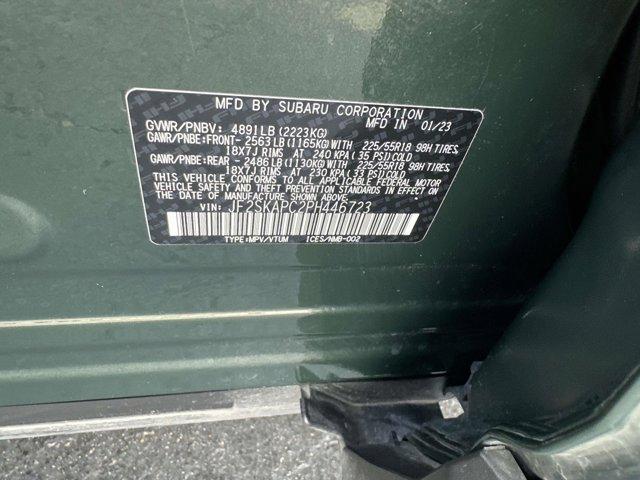 MFD BY SUBARU CORPORATION
GVWR/PNBV: 4891LB (2223KG) MFD IN 01/23
GAWR/PNBE:FRONT- 2563LB (1165KG) WITH 225/55R18 98H TIRES,
18X7J RIMS AT 240 KPA (35 PSI) COLD
GAWR/PNBE:REAR - 2486LB (1130KG) WITH 225/55R18 98H TIRES,
18X7J RIMS AT 230 KPA (33 PSI) COLD
THIS VEHICLE CONFORMS TO ALL APPLICABLE FEDERAL MOTOR
VEHICLE SAFETY, BUMPER, AND THEFT PREVENTION STANDARDS
IN EFFECT ON THE DATE OF MANUFACTURE SHOWN ABOVE.
VIN: JF2SKAPC2PH446723
TYPE:MPV/VTUM ICES/NMB-002